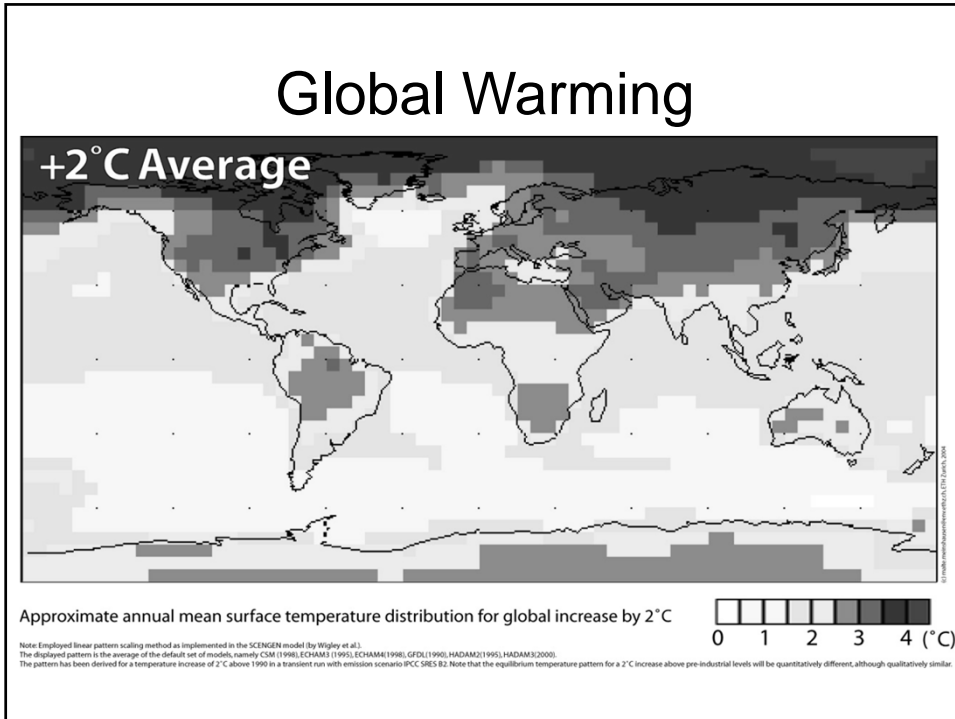 Global Warming
+2°C Average
Approximate annual mean surface temperature distribution for global increase by 2°C
0 1 2 3 4 (°C)
Note: Employed linear pattern scaling method as implemented in the SCENGEN model (by Wigley et al.).
The displayed pattern is the average of the default set of models, namely CSM (1998), ECHAM3 (1995), ECHAM4(1998), GFDL(1990), HADAM2(1995), HADAM3(2000).
The pattern has been derived for a temperature increase of 2°C above 1990 in a transient run with emission scenario IPCC SRES B2. Note that the equilibrium temperature pattern for a 2°C increase above pre-industrial levels will be quantitatively different, although qualitatively similar.
ETH Zurich, 2004